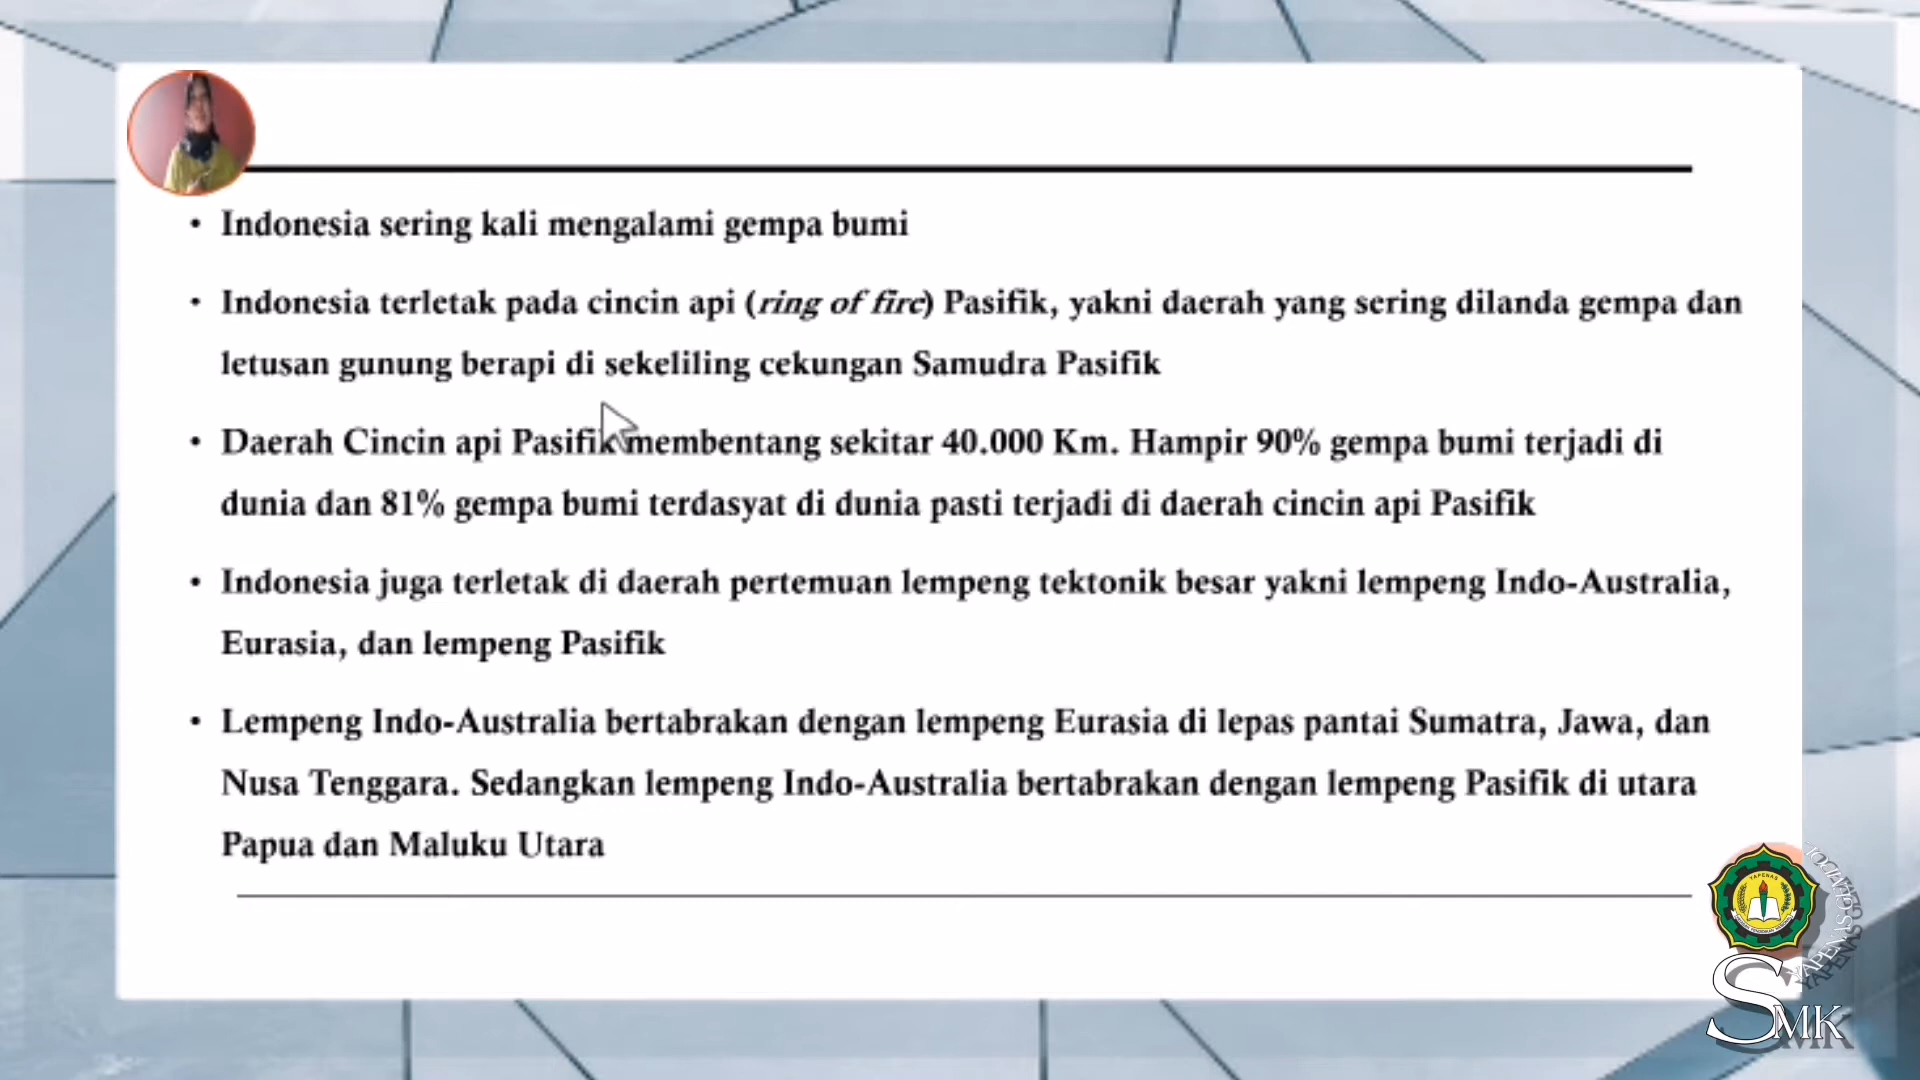 • Indonesia sering kali mengalami gempa bumi
• Indonesia terletak pada cincin api (ring of fire) Pasifik, yakni daerah yang sering dilanda gempa dan
letusan gunung berapi di sekeliling cekungan Samudra Pasifik
• Daerah Cincin api Pasifik membentang sekitar 40.000 Km. Hampir 90% gempa bumi terjadi di
dunia dan 81% gempa bumi terdasyat di dunia pasti terjadi di daerah cincin api Pasifik
• Indonesia juga terletak di daerah pertemuan lempeng tektonik besar yakni lempeng Indo-Australia,
Eurasia, dan lempeng Pasifik
• Lempeng Indo-Australia bertabrakan dengan lempeng Eurasia di lepas pantai Sumatra, Jawa, dan
Nusa Tenggara. Sedangkan lempeng Indo-Australia bertabrakan dengan lempeng Pasifik di utara
Papua dan Maluku Utara
YAPENAS
YAPENAS
SMK